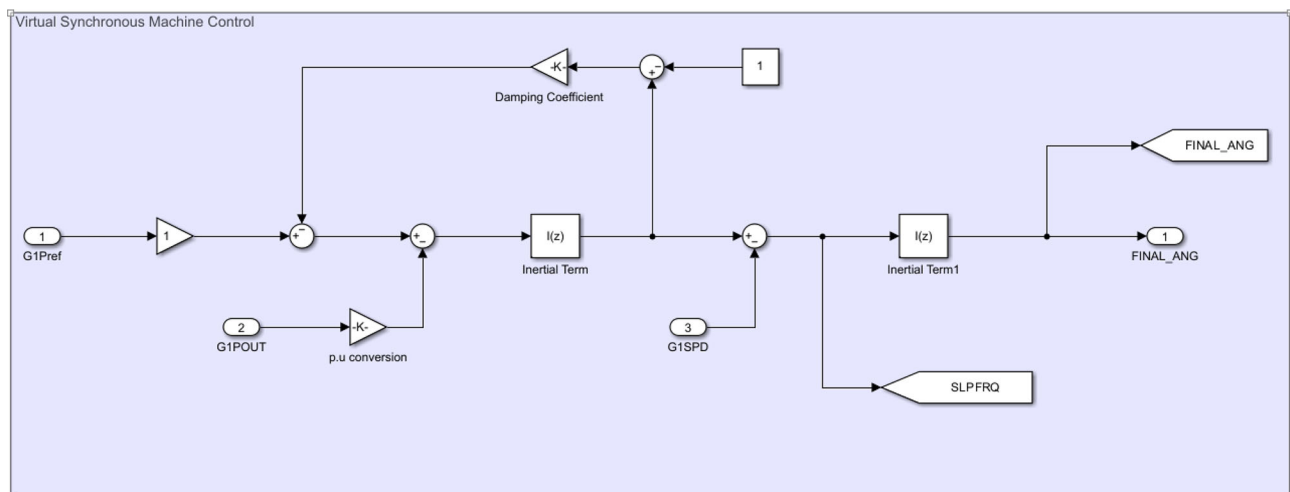 Virtual Synchronous Machine Control
-K-
Damping Coefficient
1
FINAL_ANG
1
G1Pref
1
I(z)
Inertial Term
I(z)
Inertial Term1
1
FINAL_ANG
2
G1POUT
-K-
p.u conversion
3
G1SPD
SLPFRQ